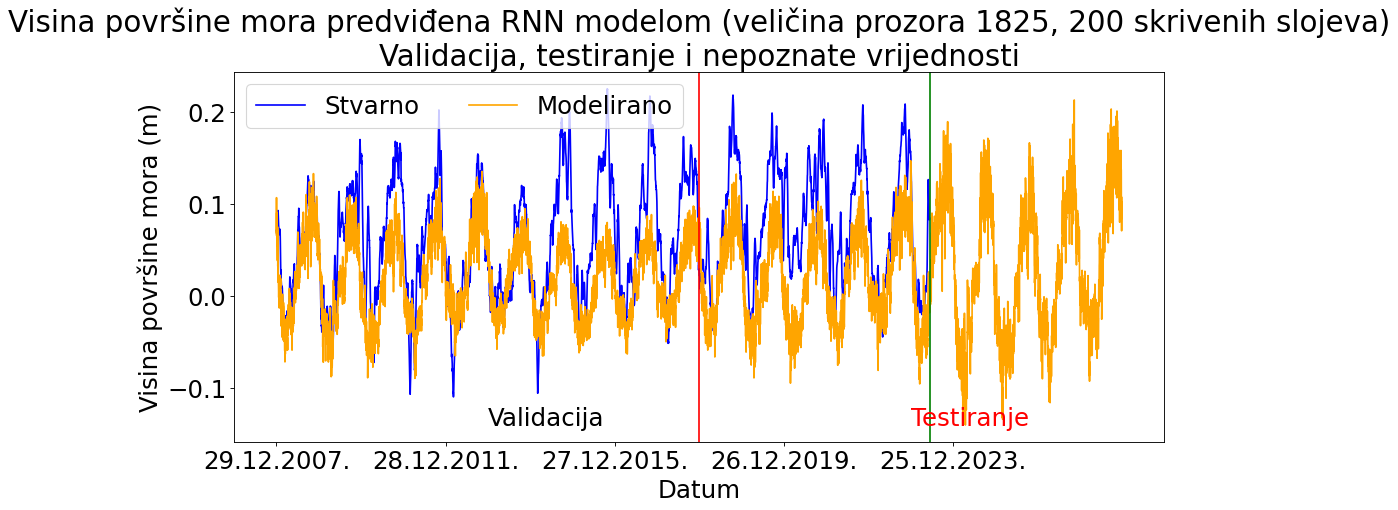 Visina površine mora predviđena RNN modelom (veličina prozora 1825, 200 skrivenih slojeva)
Validacija, testiranje i nepoznate vrijednosti
Stvarno
Modelirano
Visina površine mora (m)
0.2
0.1
0.0
−0.1
Validacija
Testiranje
29.12.2007.
28.12.2011.
27.12.2015.
26.12.2019.
25.12.2023.
Datum